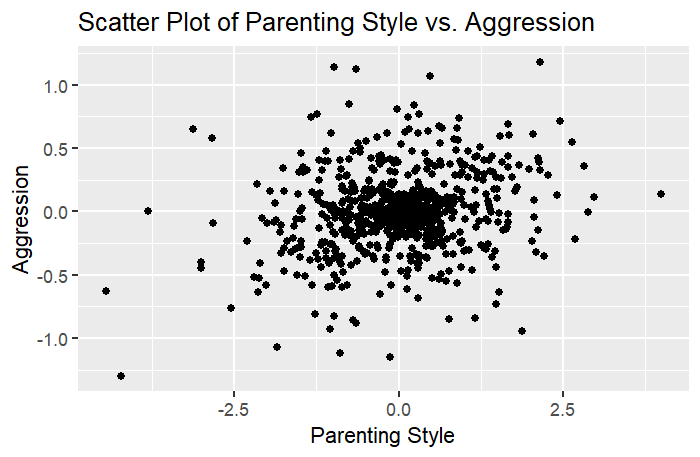 Scatter Plot of Parenting Style vs. Aggression
Aggression
1.0
0.5
0.0
-0.5
-1.0
-2.5 0.0 2.5
Parenting Style